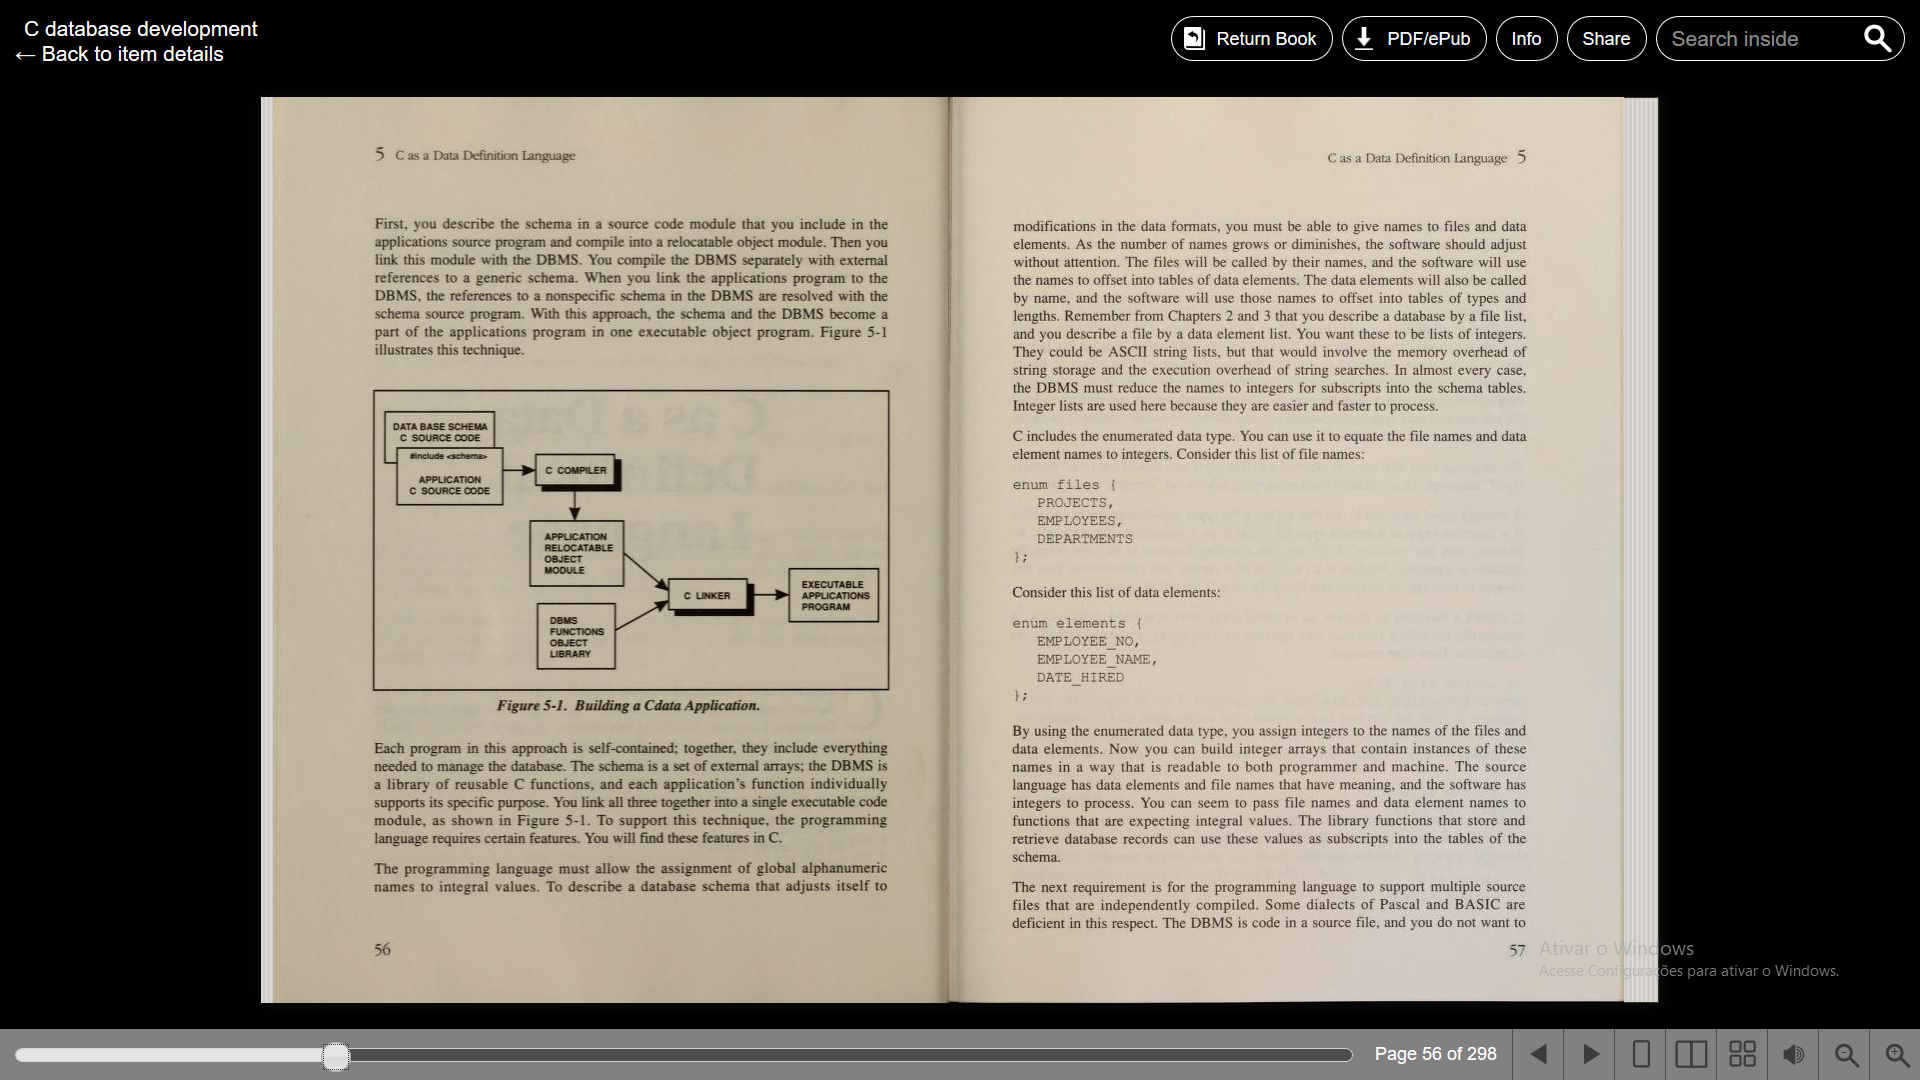 C database development
← Back to item details
Return Book
PDF/ePub
Info
Share
Search inside
5 C as a Data Definition Language
First, you describe the schema in a source code module that you include in the
applications source program and compile into a relocatable object module. Then you
link this module with the DBMS. You compile the DBMS separately with external
references to a generic schema. When you link the applications program to the
DBMS, the references to a nonspecific schema in the DBMS are resolved with the
schema source program. With this approach, the schema and the DBMS become a
part of the applications program in one executable object program. Figure 5-1
illustrates this technique.
DATA BASE SCHEMA
C SOURCE CODE
#include <schema>
APPLICATION
C SOURCE CODE
C COMPILER
APPLICATION
RELOCATABLE
OBJECT
MODULE
DBMS
FUNCTIONS
OBJECT
LIBRARY
C LINKER
EXECUTABLE
APPLICATIONS
PROGRAM
Figure 5-1. Building a Cdata Application.
Each program in this approach is self-contained; together, they include everything
needed to manage the database. The schema is a set of external arrays; the DBMS is
a library of reusable C functions, and each application's function individually
supports its specific purpose. You link all three together into a single executable code
module, as shown in Figure 5-1. To support this technique, the programming
language requires certain features. You will find these features in C.
The programming language must allow the assignment of global alphanumeric
names to integral values. To describe a database schema that adjusts itself to
56
C as a Data Definition Language 5
modifications in the data formats, you must be able to give names to files and data
elements. As the number of names grows or diminishes, the software should adjust
without attention. The files will be called by their names, and the software will use
the names to offset into tables of data elements. The data elements will also be called
by name, and the software will use those names to offset into tables of types and
lengths. Remember from Chapters 2 and 3 that you describe a database by a file list,
and you describe a file by a data element list. You want these to be lists of integers.
They could be ASCII string lists, but that would involve the memory overhead of
string storage and the execution overhead of string searches. In almost every case,
the DBMS must reduce the names to integers for subscripts into the schema tables.
Integer lists are used here because they are easier and faster to process.
C includes the enumerated data type. You can use it to equate the file names and data
element names to integers. Consider this list of file names:
enum files {
PROJECTS,
EMPLOYEES,
DEPARTMENTS
};
Consider this list of data elements:
enum elements {
EMPLOYEE_NO,
EMPLOYEE_NAME,
DATE_HIRED
};
By using the enumerated data type, you assign integers to the names of the files and
data elements. Now you can build integer arrays that contain instances of these
names in a way that is readable to both programmer and machine. The source
language has data elements and file names that have meaning, and the software has
integers to process. You can seem to pass file names and data element names to
functions that are expecting integral values. The library functions that store and
retrieve database records can use these values as subscripts into the tables of the
schema.
The next requirement is for the programming language to support multiple source
files that are independently compiled. Some dialects of Pascal and BASIC are
deficient in this respect. The DBMS is code in a source file, and you do not want to
57
Ativar o Windows
Acesse Configurações para ativar o Windows.
Page 56 of 298